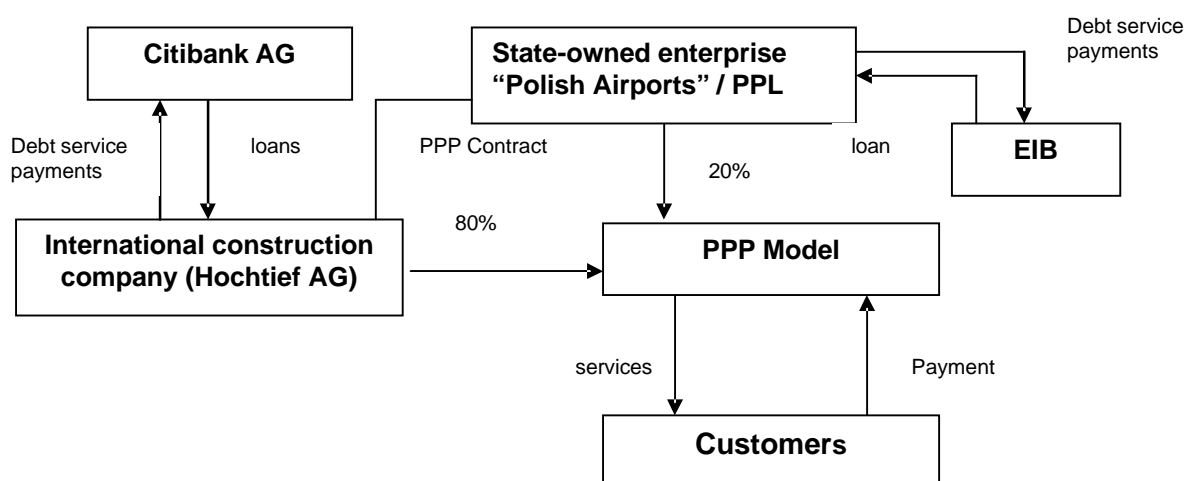 Debt service
payments
Citibank AG
State-owned enterprise
“Polish Airports” / PPL
Debt service
payments
loans
PPP Contract
loan
EIB
20%
80%
International construction
company (Hochtief AG)
PPP Model
services
Payment
Customers